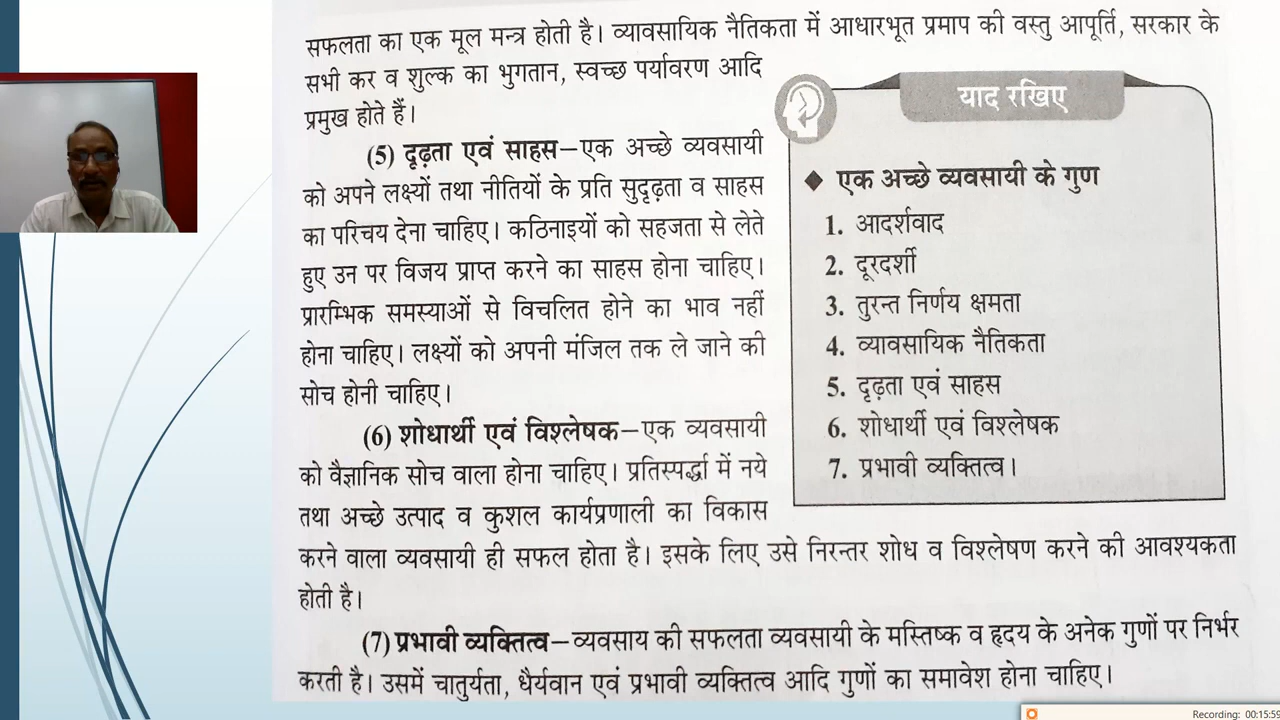 सफलता का एक मूल मन्त्र होती है। व्यावसायिक नैतिकता में आधारभूत प्रमाप की वस्तु आपूर्ति, सरकार के
सभी कर व शुल्क का भुगतान, स्वच्छ पर्यावरण आदि
प्रमुख होते हैं।
(5) दृढ़ता एवं साहस—एक अच्छे व्यवसायी
को अपने लक्ष्यों तथा नीतियों के प्रति सुदृढ़ता व साहस
का परिचय देना चाहिए। कठिनाइयों को सहजता से लेते
हुए उन पर विजय प्राप्त करने का साहस होना चाहिए।
प्रारम्भिक समस्याओं से विचलित होने का भाव नहीं
होना चाहिए। लक्ष्यों को अपनी मंजिल तक ले जाने की
सोच होनी चाहिए।
(6) शोधार्थी एवं विश्लेषक—एक व्यवसायी
को वैज्ञानिक सोच वाला होना चाहिए। प्रतिस्पर्द्धा में नये
तथा अच्छे उत्पाद व कुशल कार्यप्रणाली का विकास
करने वाला व्यवसायी ही सफल होता है। इसके लिए उसे निरन्तर शोध व विश्लेषण करने की आवश्यकता
होती है।
(7) प्रभावी व्यक्तित्व—व्यवसाय की सफलता व्यवसायी के मस्तिष्क व हृदय के अनेक गुणों पर निर्भर
करती है। उसमें चातुर्यता, धैर्यवान एवं प्रभावी व्यक्तित्व आदि गुणों का समावेश होना चाहिए।
याद रखिए
◆ एक अच्छे व्यवसायी के गुण
1. आदर्शवाद
2. दूरदर्शी
3. तुरन्त निर्णय क्षमता
4. व्यावसायिक नैतिकता
5. दृढ़ता एवं साहस
6. शोधार्थी एवं विश्लेषक
7. प्रभावी व्यक्तित्व।
Recording: 00:15:59